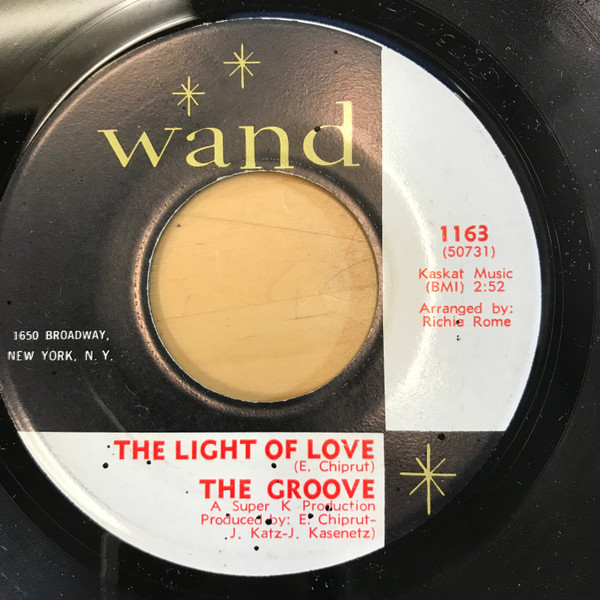 wand
1163
(50731)
Kaskat Music
(BMI) 2:52
Arranged by:
Richie Rome
1650 BROADWAY,
NEW YORK, N. Y.
THE LIGHT OF LOVE
(E. Chiprut)
THE GROOVE
A Super K Production
Produced by: E. Chiprut-
J. Katz-J. Kasenetz)